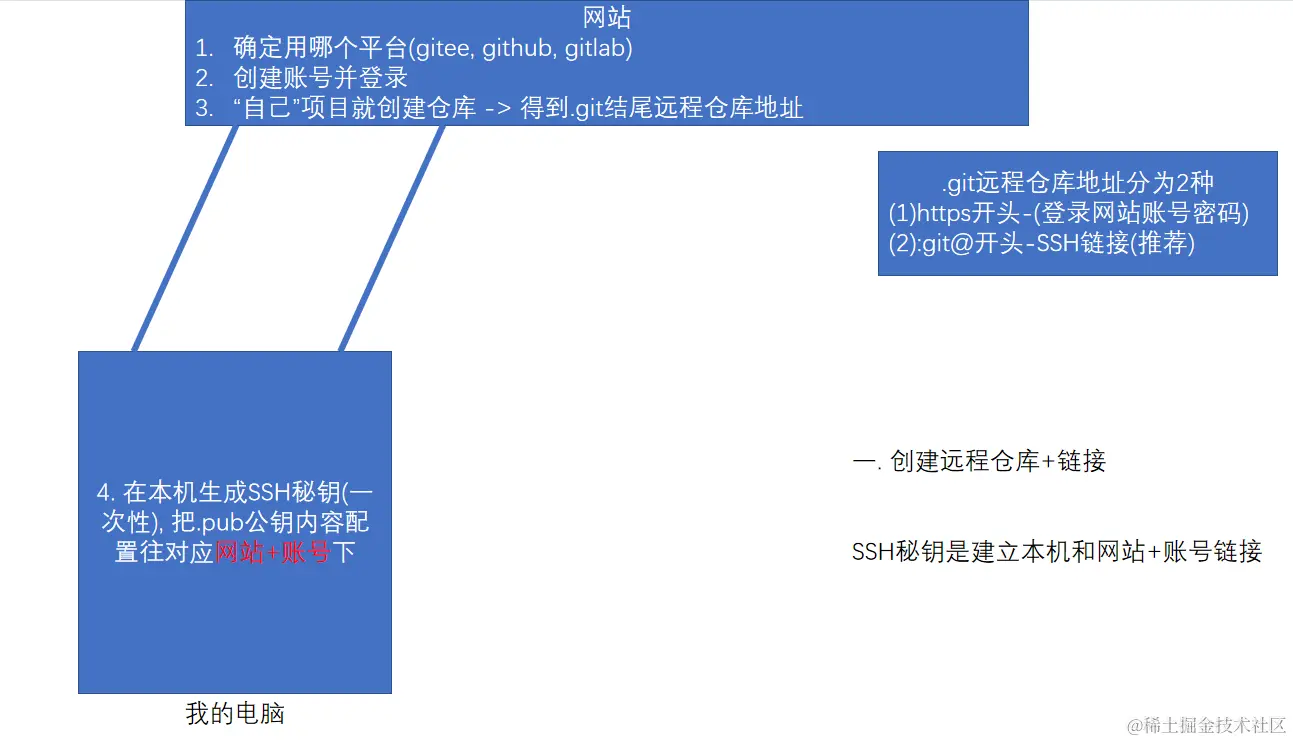 网站
1. 确定用哪个平台(gitee, github, gitlab)
2. 创建账号并登录
3. “自己”项目就创建仓库 -> 得到.git结尾远程仓库地址
.git远程仓库地址分为2种
(1)https开头-(登录网站账号密码)
(2):git@开头-SSH链接(推荐)
4. 在本机生成SSH秘钥(一
次性), 把.pub公钥内容配
置往对应网站+账号下
我的电脑
一. 创建远程仓库+链接
SSH秘钥是建立本机和网站+账号链接
@稀土掘金技术社区